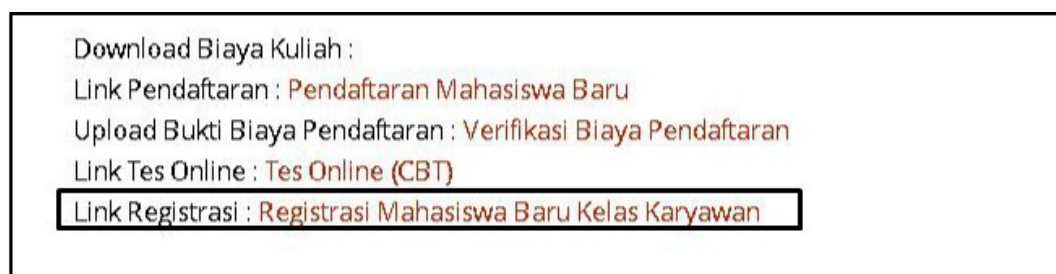 Download Biaya Kuliah :
Link Pendaftaran : Pendaftaran Mahasiswa Baru
Upload Bukti Biaya Pendaftaran : Verifikasi Biaya Pendaftaran
Link Tes Online : Tes Online (CBT)
Link Registrasi : Registrasi Mahasiswa Baru Kelas Karyawan